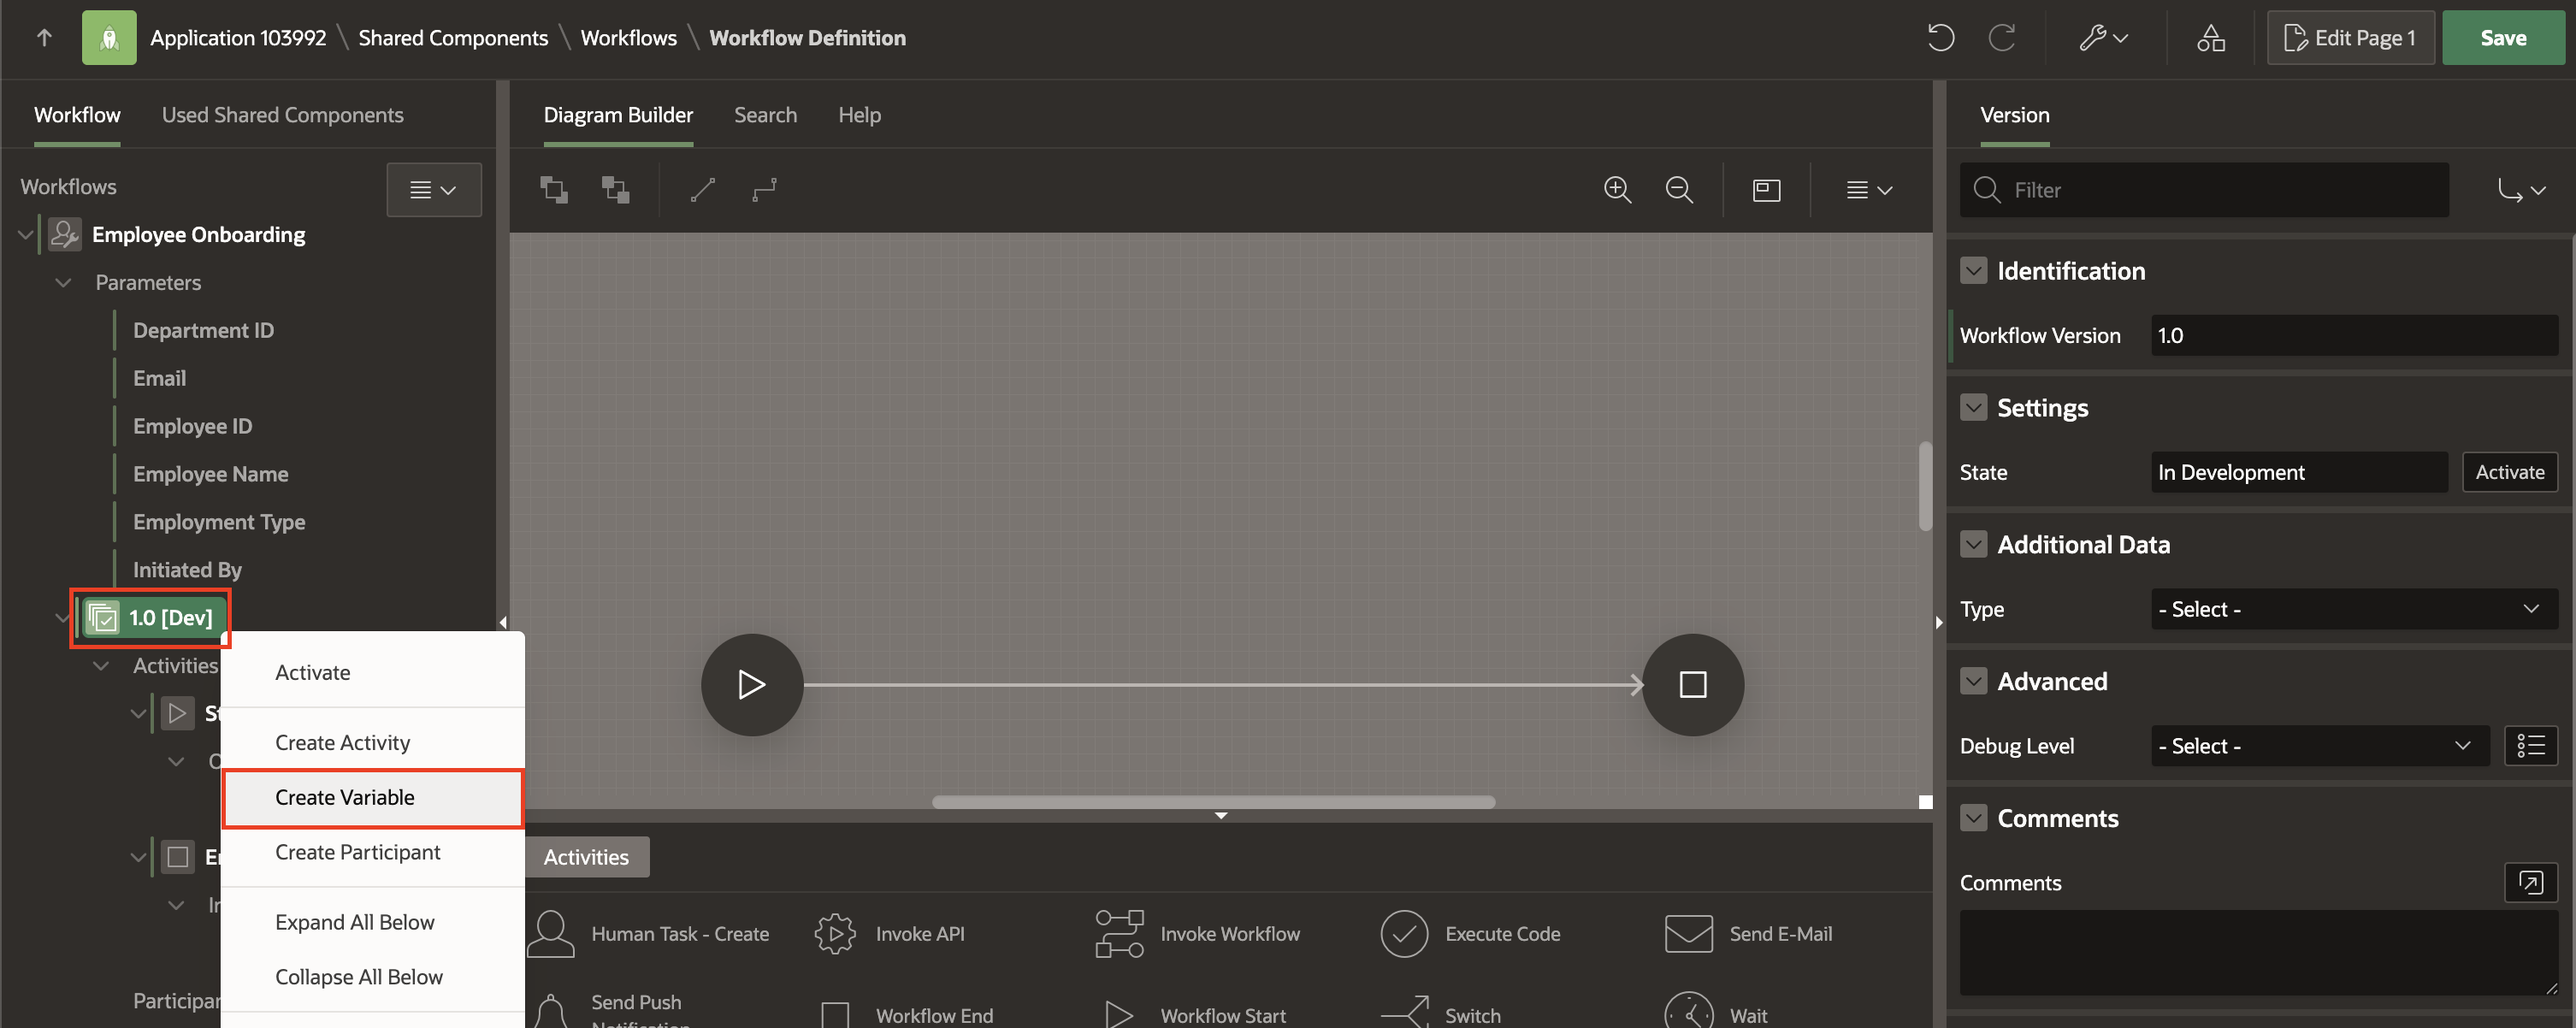 Application 103992 \ Shared Components \ Workflows \ Workflow Definition
Edit Page 1
Save
Workflow
Used Shared Components
Workflows
Employee Onboarding
Parameters
Department ID
Email
Employee ID
Employee Name
Employment Type
Initiated By
1.0 [Dev]
Activities
Activate
Create Activity
Create Variable
Create Participant
Expand All Below
Collapse All Below
Diagram Builder
Search
Help
Activities
Human Task - Create
Invoke API
Invoke Workflow
Execute Code
Send E-Mail
Send Push
Workflow End
Workflow Start
Switch
Wait
Version
Filter
Identification
Workflow Version
1.0
Settings
State
In Development
Activate
Additional Data
Type
- Select -
Advanced
Debug Level
- Select -
Comments
Comments